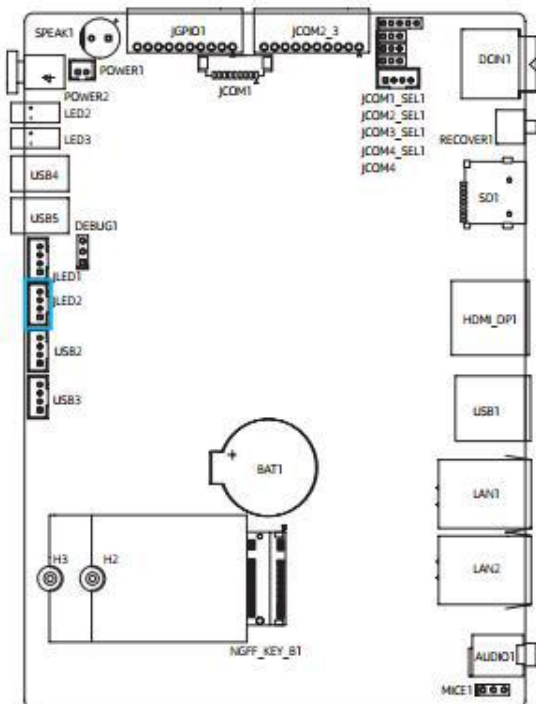 SPEAK1
JGPIO1
JCOM2_3
DCIN1
POWER1
JCOM1
POWER2
LED2
JCOM1_SEL1
JCOM2_SEL1
JCOM3_SEL1
JCOM4_SEL1
JCOM4
RECOVER1
LED3
USB4
SD1
USB5
DEBUG1
JLED1
JLED2
HDMI_DP1
USB2
USB3
USB1
BAT1
LAN1
H3
H2
LAN2
NGFF_KEY_B1
AUDIO1
MICE1